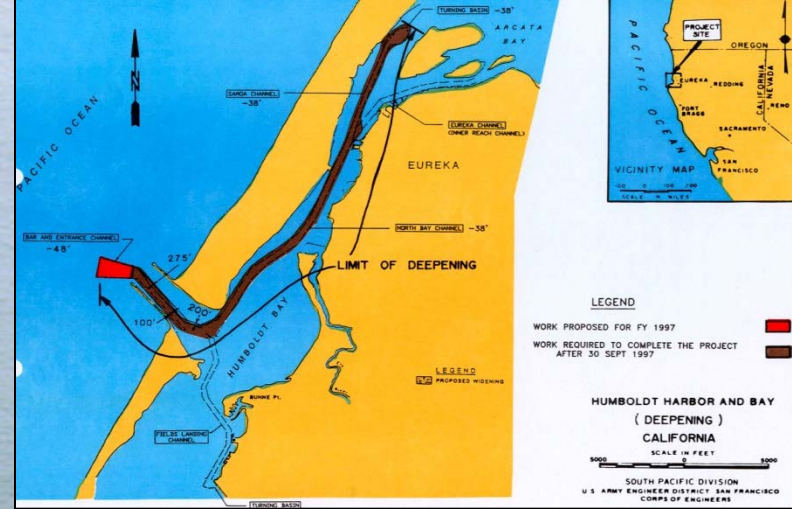 TURNING BASIN -38'
ARCATA
BAY
N
SAMOA CHANNEL
-38'
PACIFIC OCEAN
EUREKA CHANNEL
(INNER REACH CHANNEL)
EUREKA
NORTH BAY CHANNEL -38'
BAR AND ENTRANCE CHANNEL
-48'
275'
LIMIT OF DEEPENING
200'
100'
HUMBOLDT BAY
BUHNE Pt.
LEGEND
PROPOSED WIDENING
FIELDS LANDING
CHANNEL
TURNING BASIN
PROJECT
SITE
PACIFIC OCEAN
OREGON
EUREKA
REDDING
CALIFORNIA
NEVADA
FORT
BRAGG
RENO
SACRAMENTO
SAN
FRANCISCO
VICINITY MAP
SCALE IN MILES
LEGEND
WORK PROPOSED FOR FY 1997
WORK REQUIRED TO COMPLETE THE PROJECT
AFTER 30 SEPT 1997
HUMBOLDT HARBOR AND BAY
( DEEPENING )
CALIFORNIA
SCALE IN FEET
5000 0 5000
SOUTH PACIFIC DIVISION
U S ARMY ENGINEER DISTRICT SAN FRANCISCO
CORPS OF ENGINEERS